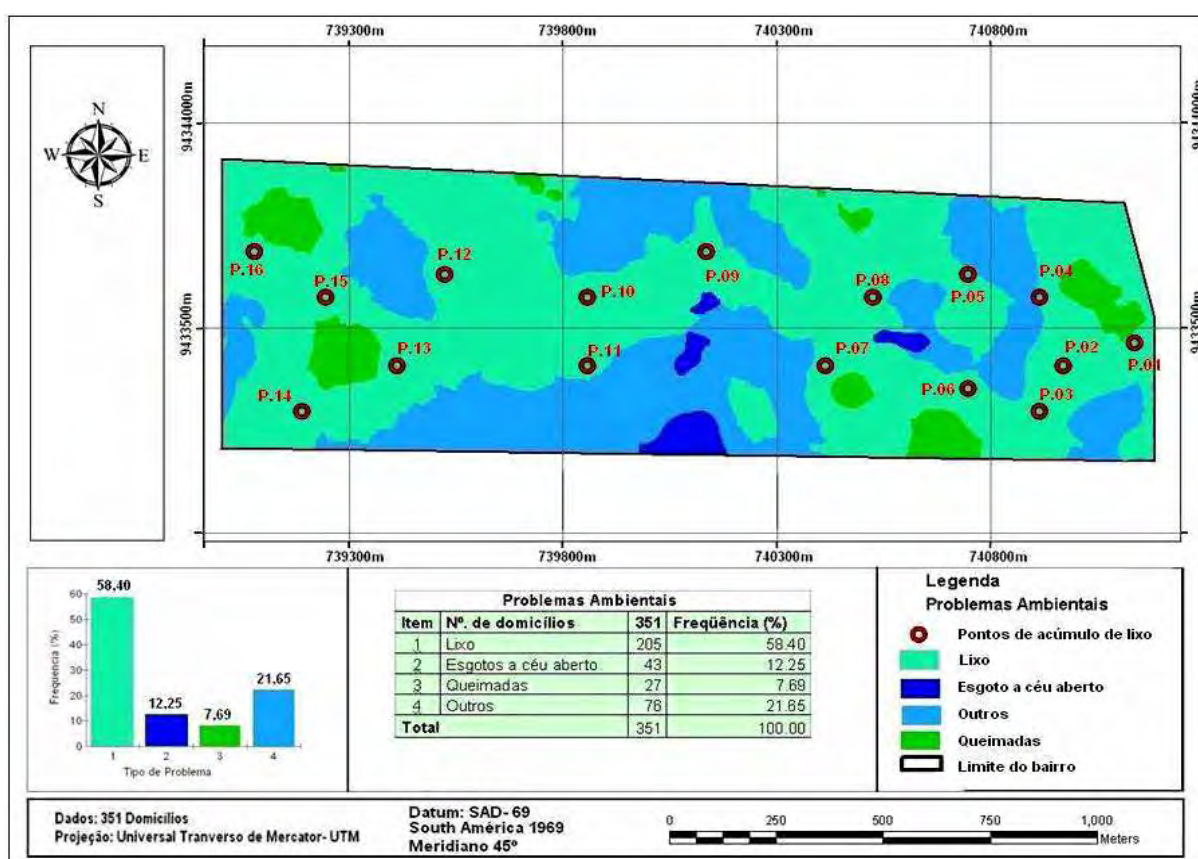 739300m 739800m 740300m 740800m
9434000m 9434000m
N
W E
S
P.12
P.16
P.15
P.09
P.10
P.08
P.05
P.04
9433500m 9433500m
P.13
P.11
P.07
P.02
P.01
P.14
P.06
P.03
739300m 739800m 740300m 740800m
58,40
12,25
7,69
21,65
Frequência (%)
60
50
40
30
20
10
0
1 2 3 4
Tipo de Problema
Problemas Ambientais
Item Nº. de domicílios 351 Freqüência (%)
1 Lixo 205 58.40
2 Esgotos a céu aberto 43 12.25
3 Queimadas 27 7.69
4 Outros 76 21.65
Total 351 100.00
Legenda
Problemas Ambientais
Pontos de acúmulo de lixo
Lixo
Esgoto a céu aberto
Outros
Queimadas
Limite do bairro
Dados: 351 Domicílios
Projeção: Universal Tranverso de Mercator- UTM
Datum: SAD- 69
South América 1969
Meridiano 45º
0 250 500 750 1,000
Meters